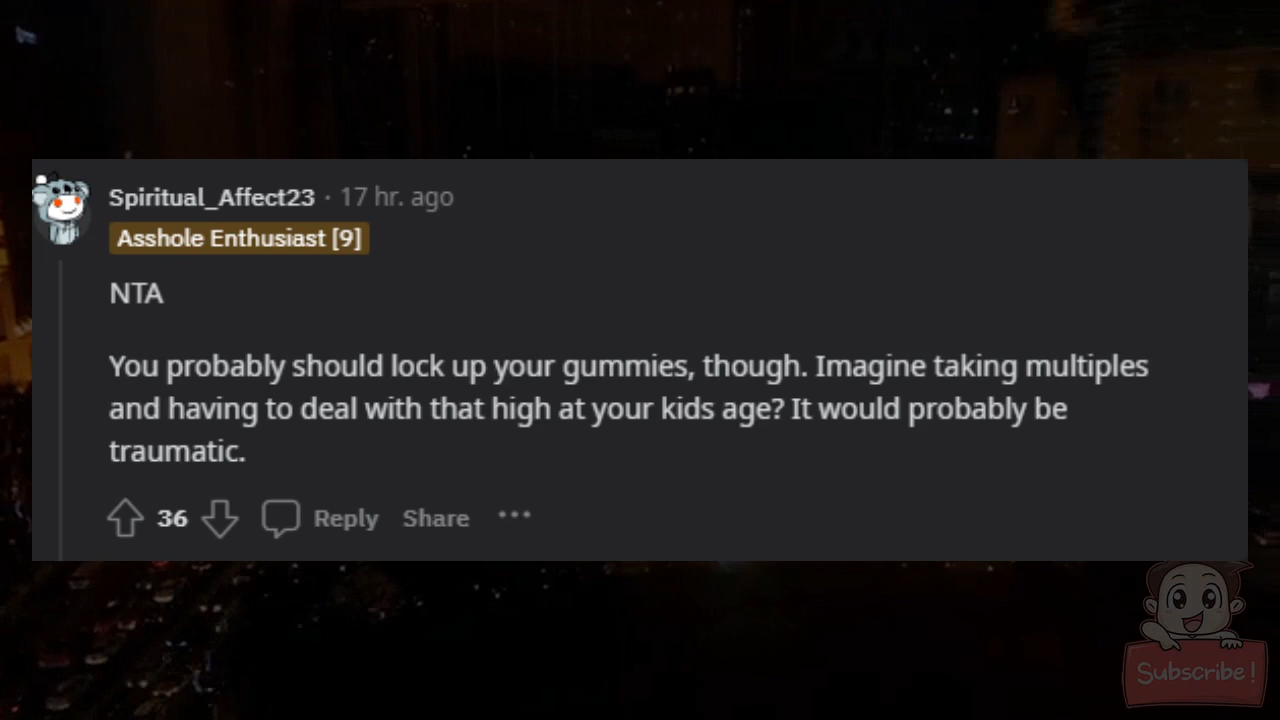 Spiritual_Affect23 · 17 hr. ago
Asshole Enthusiast [9]
NTA
You probably should lock up your gummies, though. Imagine taking multiples
and having to deal with that high at your kids age? It would probably be
traumatic.
36 Reply Share ···
Subscribe!